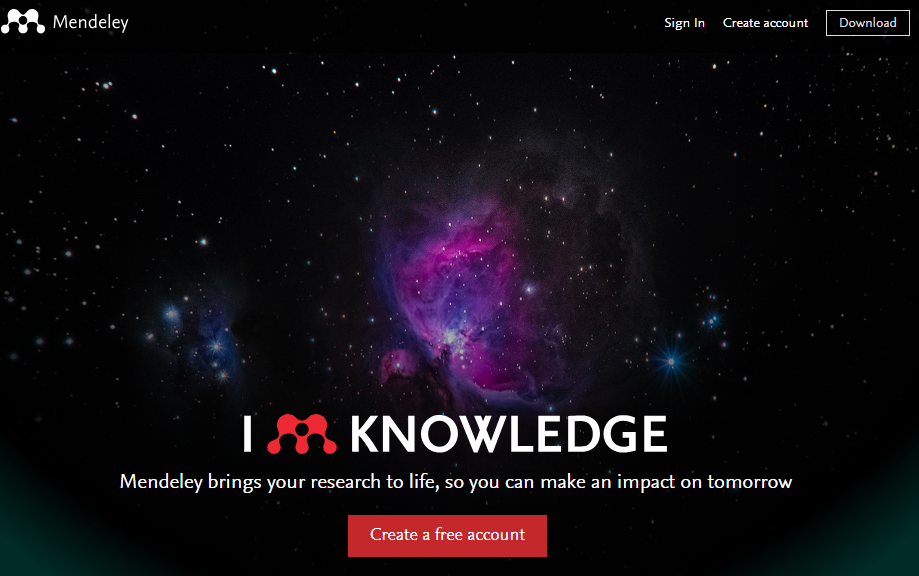 Mendeley
Sign In
Create account
Download
I KNOWLEDGE
Mendeley brings your research to life, so you can make an impact on tomorrow
Create a free account